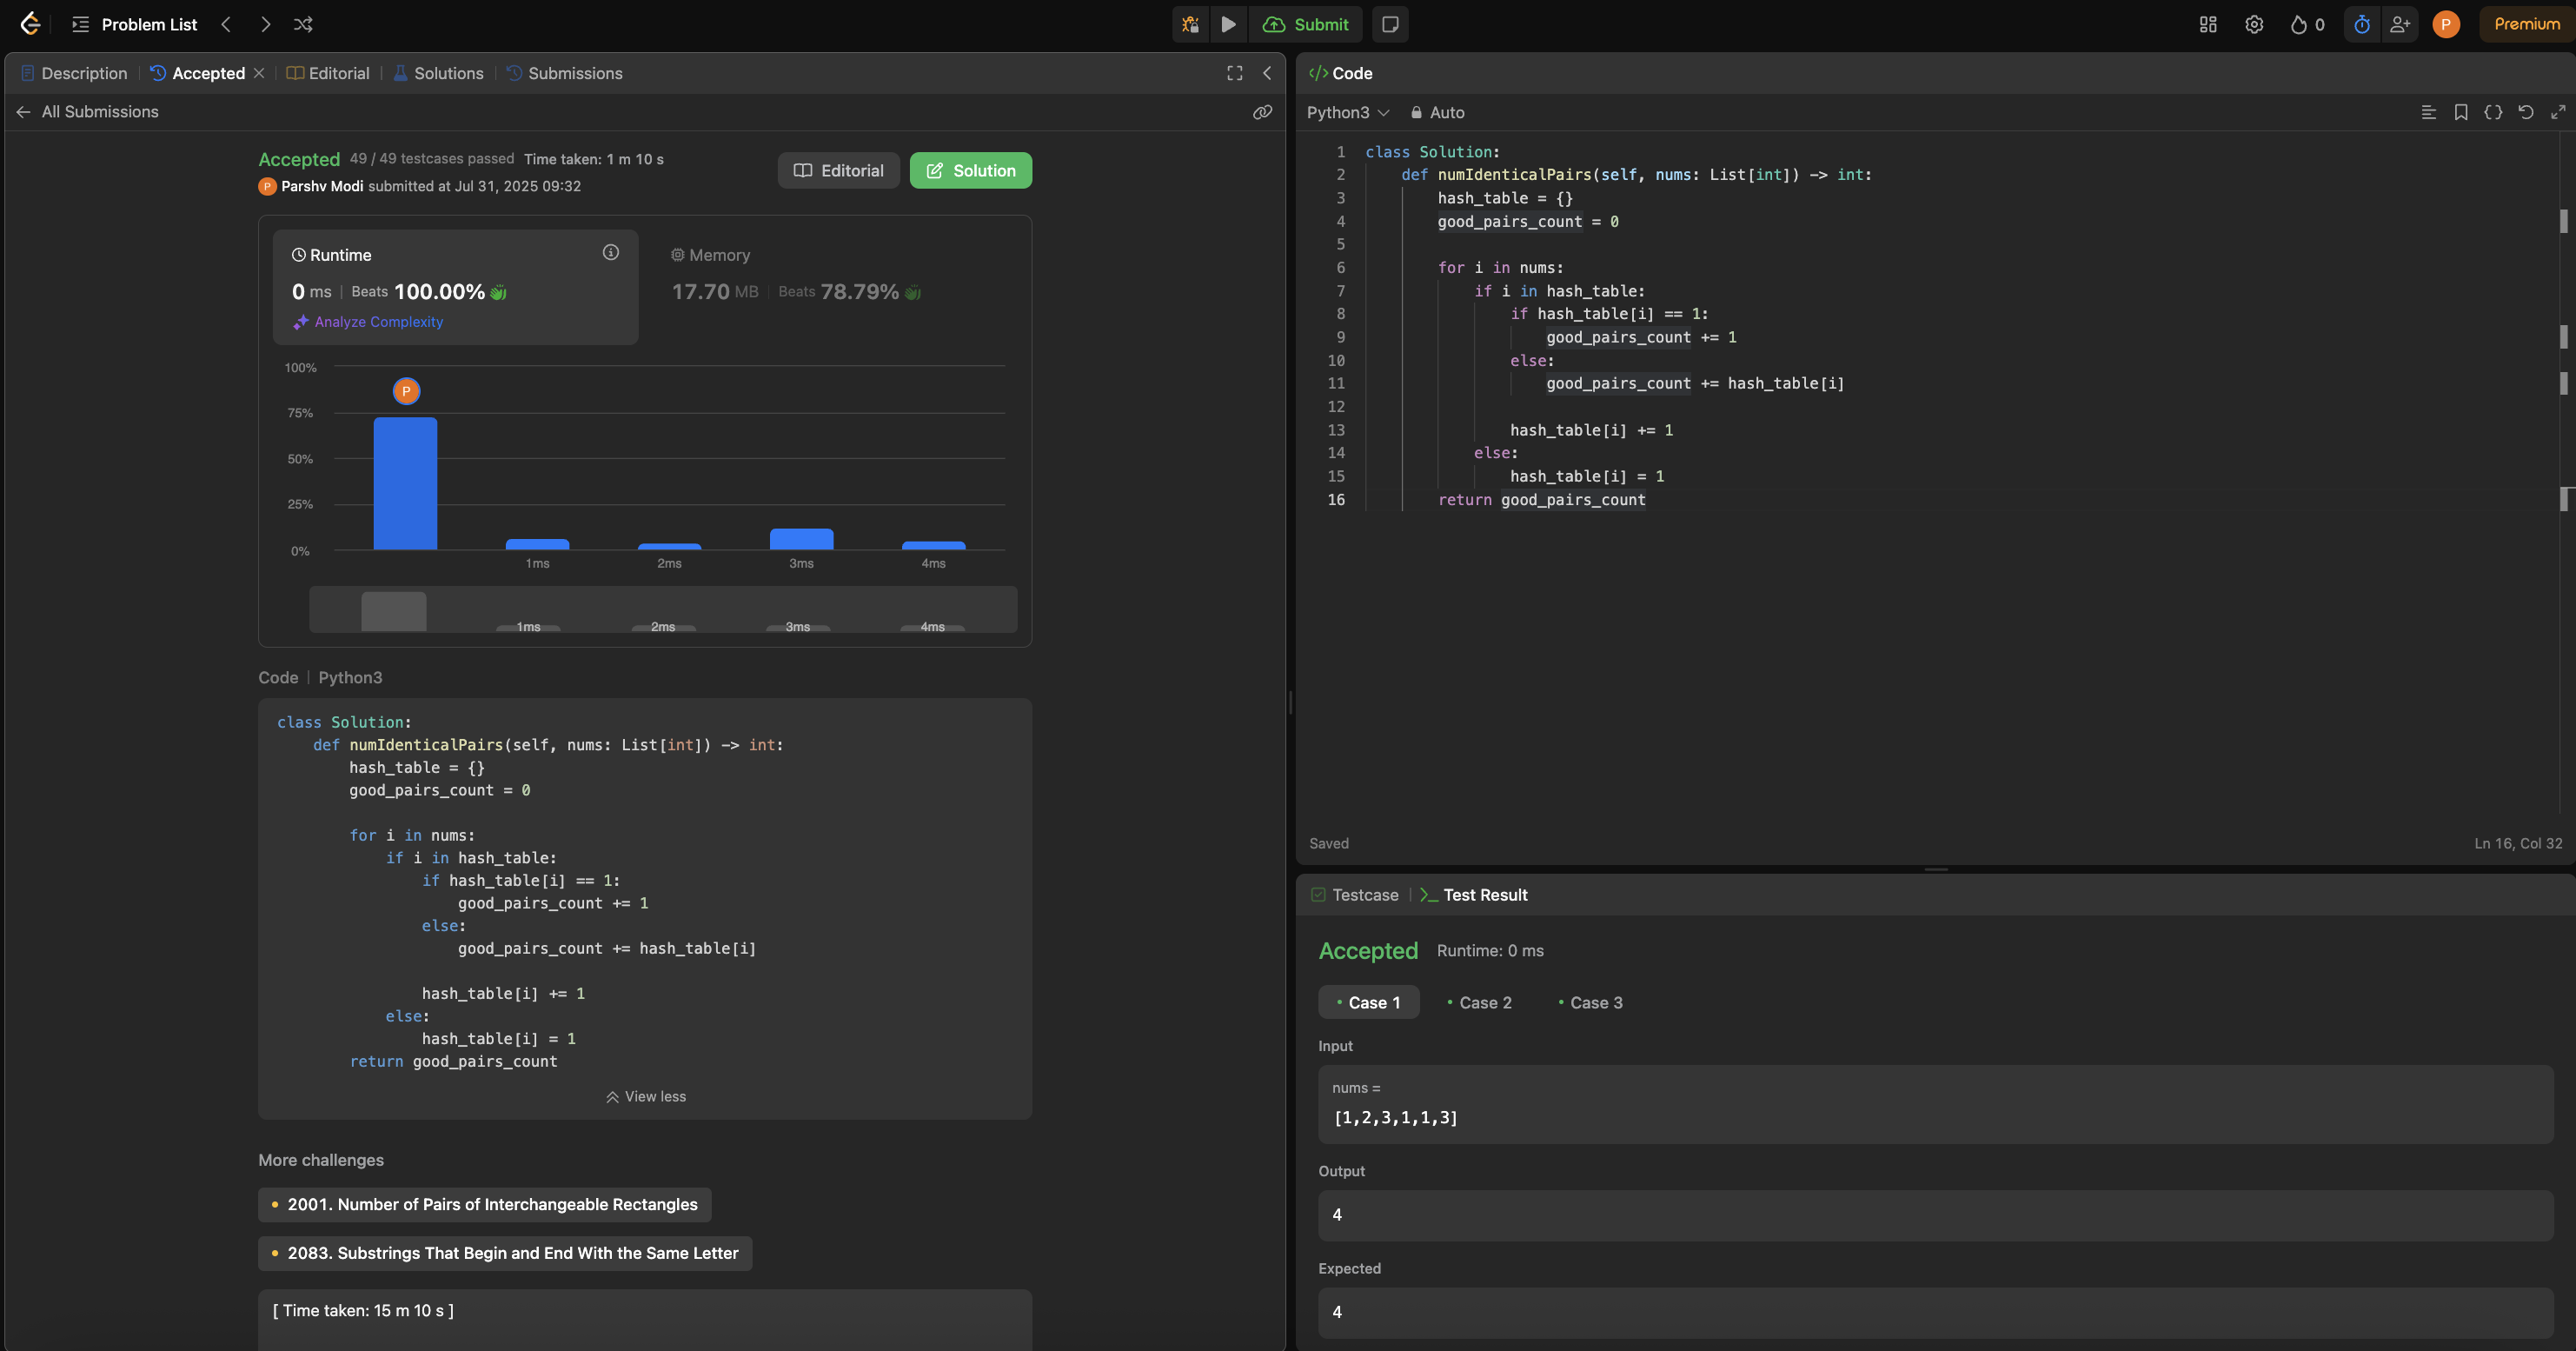 Problem List
Submit
0
P
Premium
Description
Accepted
Editorial
Solutions
Submissions
All Submissions
Accepted 49 / 49 testcases passed Time taken: 1 m 10 s
P Parshv Modi submitted at Jul 31, 2025 09:32
Editorial
Solution
Runtime
0 ms | Beats 100.00%
Analyze Complexity
Memory
17.70 MB | Beats 78.79%
100%
75%
50%
25%
0%
P
1ms 2ms 3ms 4ms
1ms 2ms 3ms 4ms
Code | Python3
class Solution:
    def numIdenticalPairs(self, nums: List[int]) -> int:
        hash_table = {}
        good_pairs_count = 0
        for i in nums:
            if i in hash_table:
                if hash_table[i] == 1:
                    good_pairs_count += 1
                else:
                    good_pairs_count += hash_table[i]
                hash_table[i] += 1
            else:
                hash_table[i] = 1
        return good_pairs_count
View less
More challenges
2001. Number of Pairs of Interchangeable Rectangles
2083. Substrings That Begin and End With the Same Letter
[ Time taken: 15 m 10 s ]
</> Code
Python3
Auto
1 class Solution:
2     def numIdenticalPairs(self, nums: List[int]) -> int:
3         hash_table = {}
4         good_pairs_count = 0
5
6         for i in nums:
7             if i in hash_table:
8                 if hash_table[i] == 1:
9                     good_pairs_count += 1
10                 else:
11                     good_pairs_count += hash_table[i]
12
13                 hash_table[i] += 1
14             else:
15                 hash_table[i] = 1
16         return good_pairs_count
Saved
Ln 16, Col 32
Testcase
Test Result
Accepted Runtime: 0 ms
Case 1
Case 2
Case 3
Input
nums =
[1,2,3,1,1,3]
Output
4
Expected
4